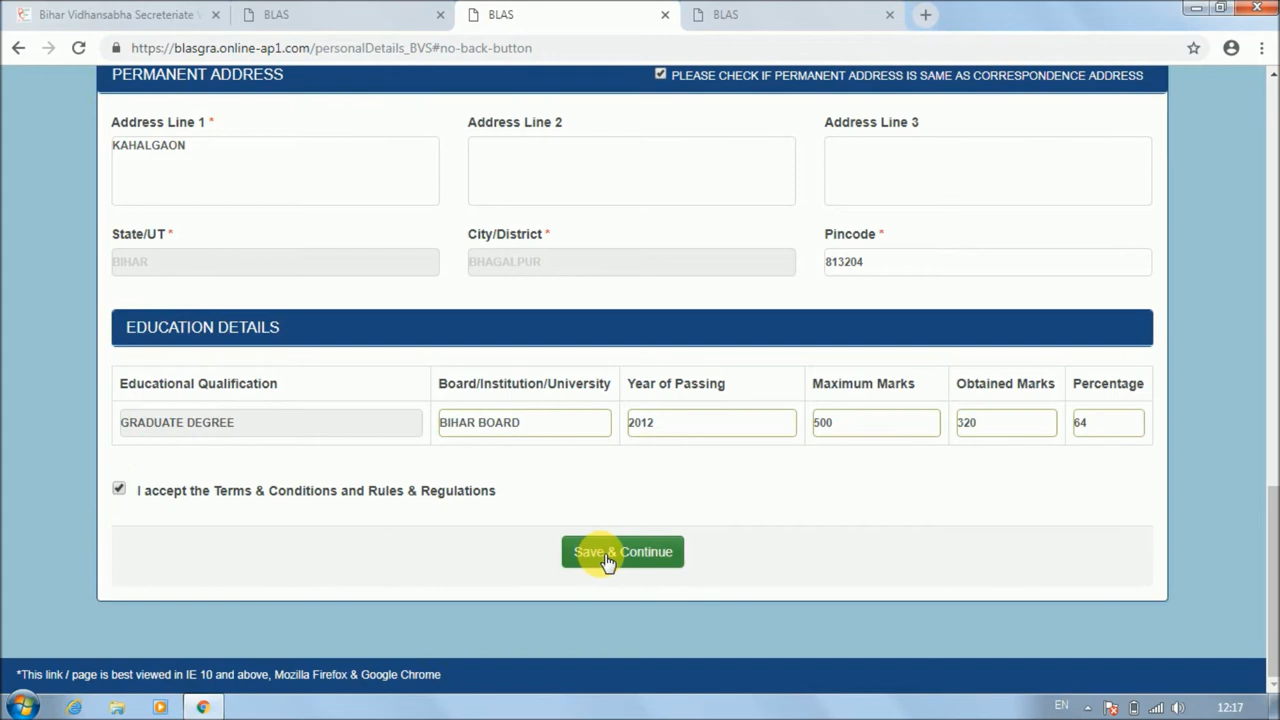 Bihar Vidhansabha Secreteriate V
BLAS
BLAS
BLAS
https://blasgra.online-ap1.com/personalDetails_BVS#no-back-button
PERMANENT ADDRESS
PLEASE CHECK IF PERMANENT ADDRESS IS SAME AS CORRESPONDENCE ADDRESS
Address Line 1 * Address Line 2 Address Line 3
KAHALGAON
State/UT * City/District * Pincode *
BIHAR BHAGALPUR 813204
EDUCATION DETAILS
Educational Qualification Board/Institution/University Year of Passing Maximum Marks Obtained Marks Percentage
GRADUATE DEGREE BIHAR BOARD 2012 500 320 64
I accept the Terms & Conditions and Rules & Regulations
Save & Continue
*This link / page is best viewed in IE 10 and above, Mozilla Firefox & Google Chrome
EN 12:17